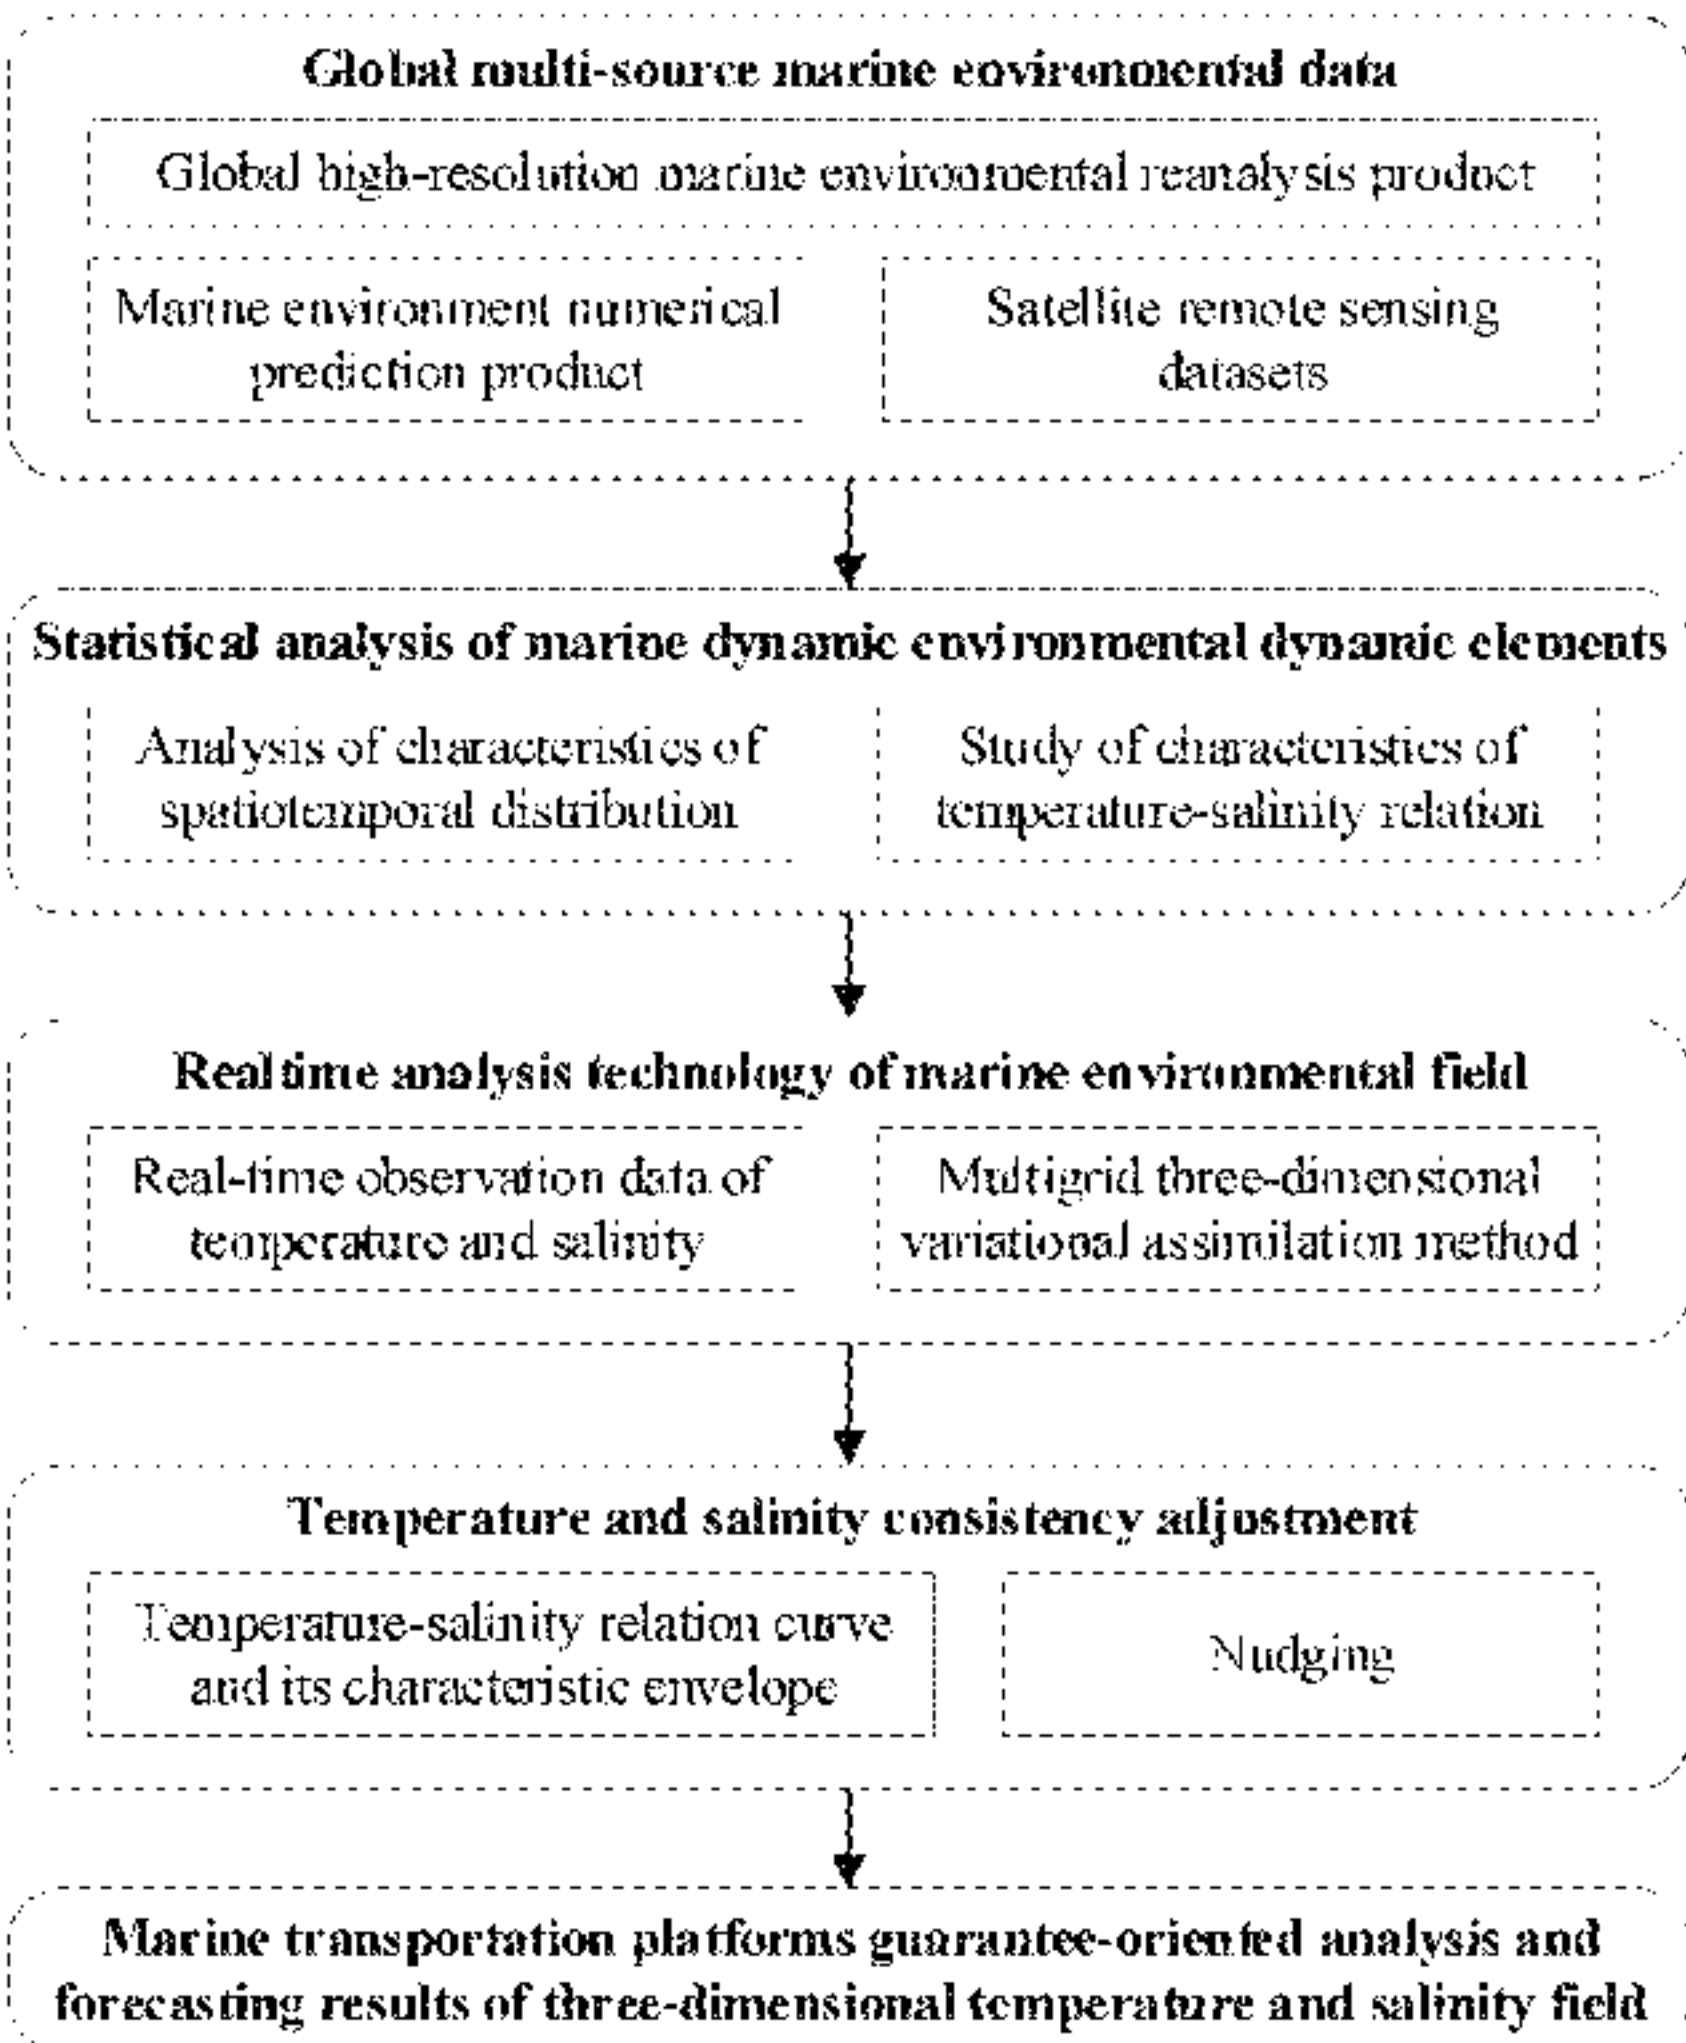 Global multi-source marine environmental data
Global high-resolution marine environmental reanalysis product
Marine environment numerical
prediction product
Satellite remote sensing
datasets
Statistical analysis of marine dynamic environmental dynamic elements
Analysis of characteristics of
spatiotemporal distribution
Study of characteristics of
temperature-salinity relation
Real time analysis technology of marine environmental field
Real-time observation data of
temperature and salinity
Multigrid three-dimensional
variational assimilation method
Temperature and salinity consistency adjustment
Temperature-salinity relation curve
and its characteristic envelope
Nudging
Marine transportation platforms guarantee-oriented analysis and
forecasting results of three-dimensional temperature and salinity field